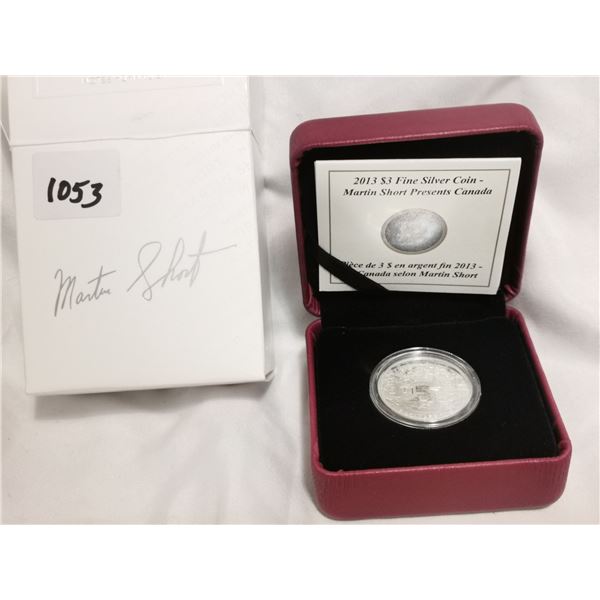 1053
Martin Short
2013 $3 Fine Silver Coin -
Martin Short Presents Canada
Pièce de 3 $ en argent fin 2013 -
Canada selon Martin Short